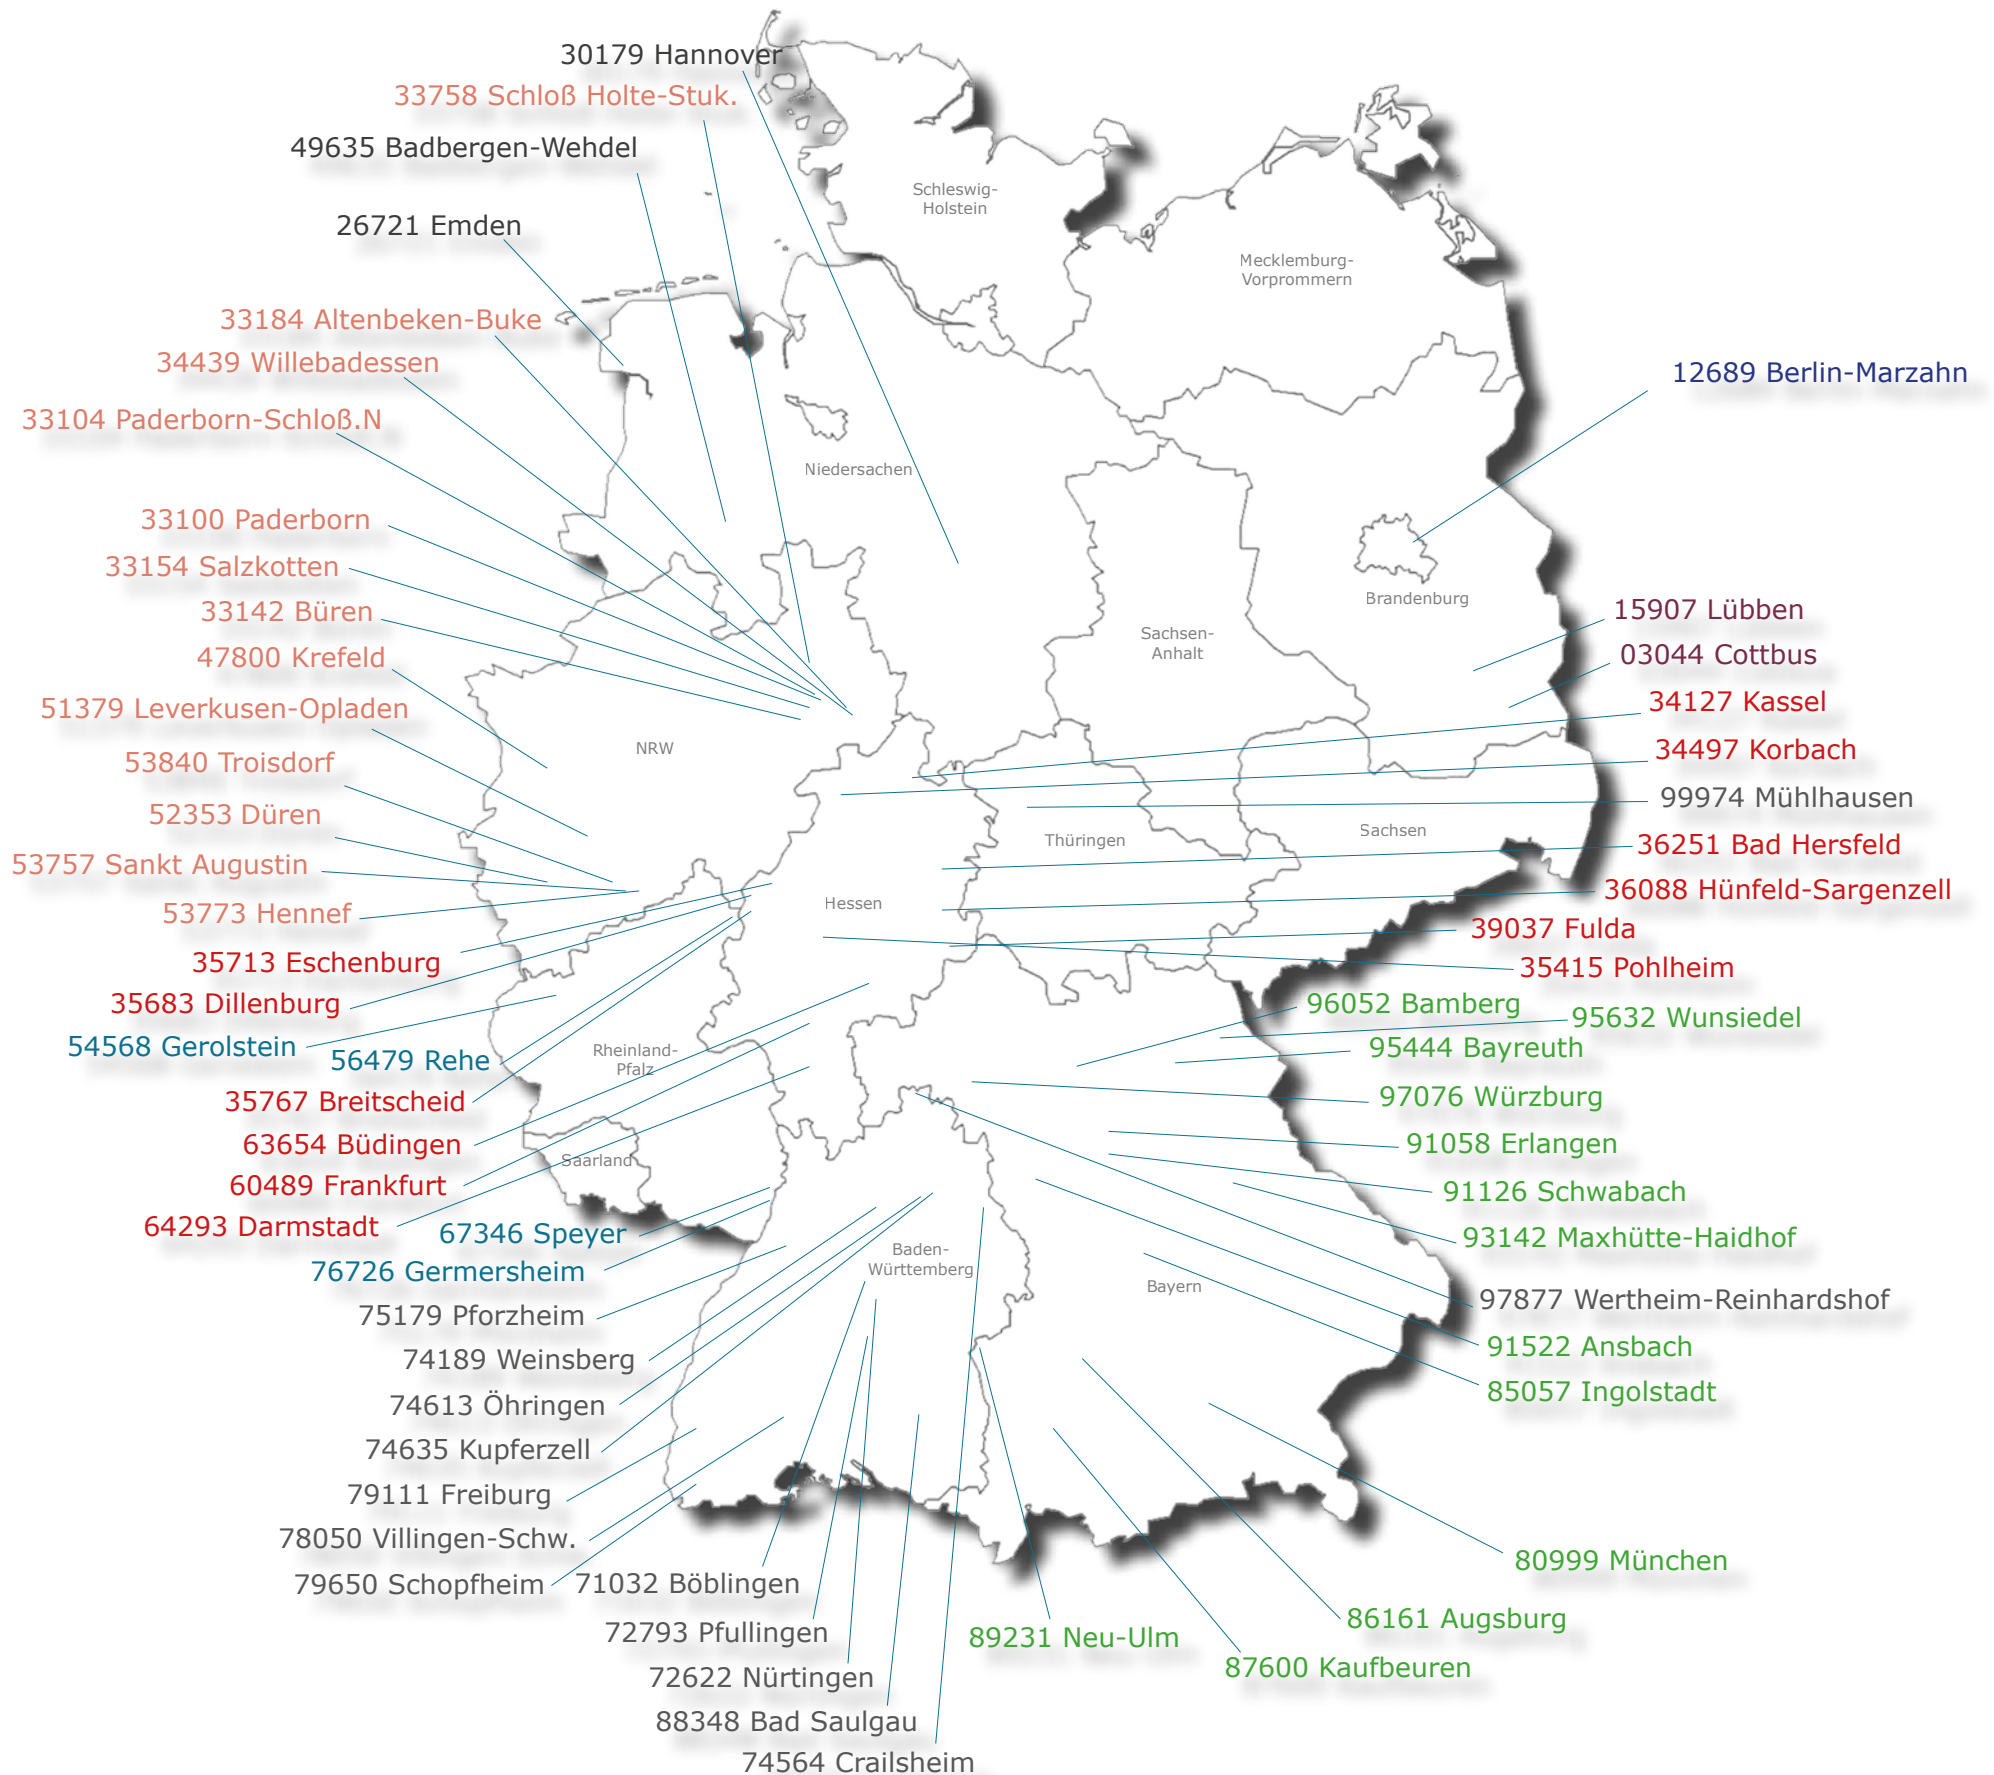 30179 Hannover
33758 Schloß Holte-Stuk.
49635 Badbergen-Wehdel
26721 Emden
33184 Altenbeken-Buke
34439 Willebadessen
33104 Paderborn-Schloß.N
33100 Paderborn
33154 Salzkotten
33142 Büren
47800 Krefeld
51379 Leverkusen-Opladen
53840 Troisdorf
52353 Düren
53757 Sankt Augustin
53773 Hennef
35713 Eschenburg
35683 Dillenburg
54568 Gerolstein
56479 Rehe
35767 Breitscheid
63654 Büdingen
60489 Frankfurt
64293 Darmstadt
67346 Speyer
76726 Germersheim
75179 Pforzheim
74189 Weinsberg
74613 Öhringen
74635 Kupferzell
79111 Freiburg
78050 Villingen-Schw.
79650 Schopfheim
71032 Böblingen
72793 Pfullingen
72622 Nürtingen
88348 Bad Saulgau
74564 Crailsheim
Schleswig-
Holstein
Mecklemburg-
Vorprommern
Niedersachen
Brandenburg
Sachsen-
Anhalt
NRW
Thüringen
Sachsen
Hessen
Rheinland-
Pfalz
Saarland
Baden-
Württemberg
Bayern
12689 Berlin-Marzahn
15907 Lübben
03044 Cottbus
34127 Kassel
34497 Korbach
99974 Mühlhausen
36251 Bad Hersfeld
36088 Hünfeld-Sargenzell
39037 Fulda
35415 Pohlheim
96052 Bamberg
95632 Wunsiedel
95444 Bayreuth
97076 Würzburg
91058 Erlangen
91126 Schwabach
93142 Maxhütte-Haidhof
97877 Wertheim-Reinhardshof
91522 Ansbach
85057 Ingolstadt
80999 München
86161 Augsburg
89231 Neu-Ulm
87600 Kaufbeuren